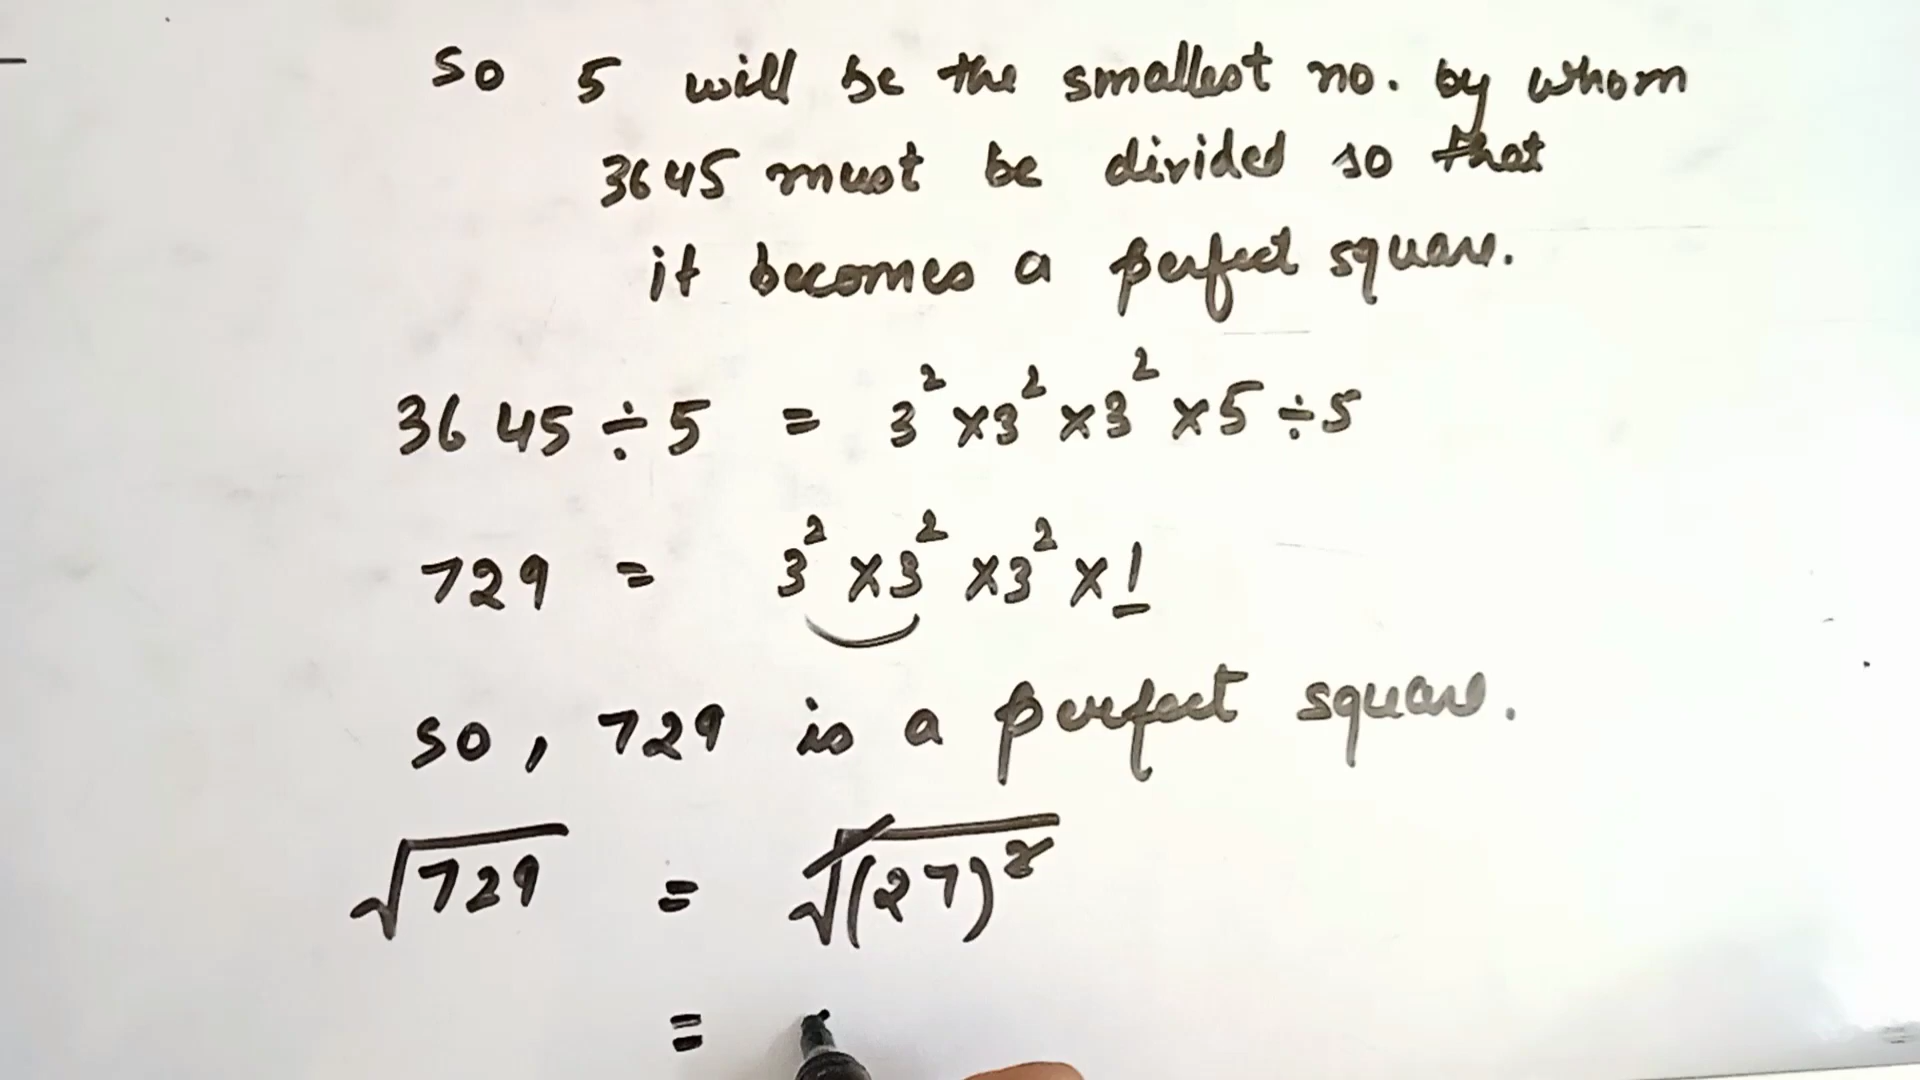 So 5 will be the smallest no. by whom
3645 must be divided so that
it becomes a perfect square.
3645 ÷ 5 = 3² × 3² × 3² × 5 ÷ 5
729 = 3² × 3² × 3² × 1
so, 729 is a perfect square.
√729 = √(27)²
=